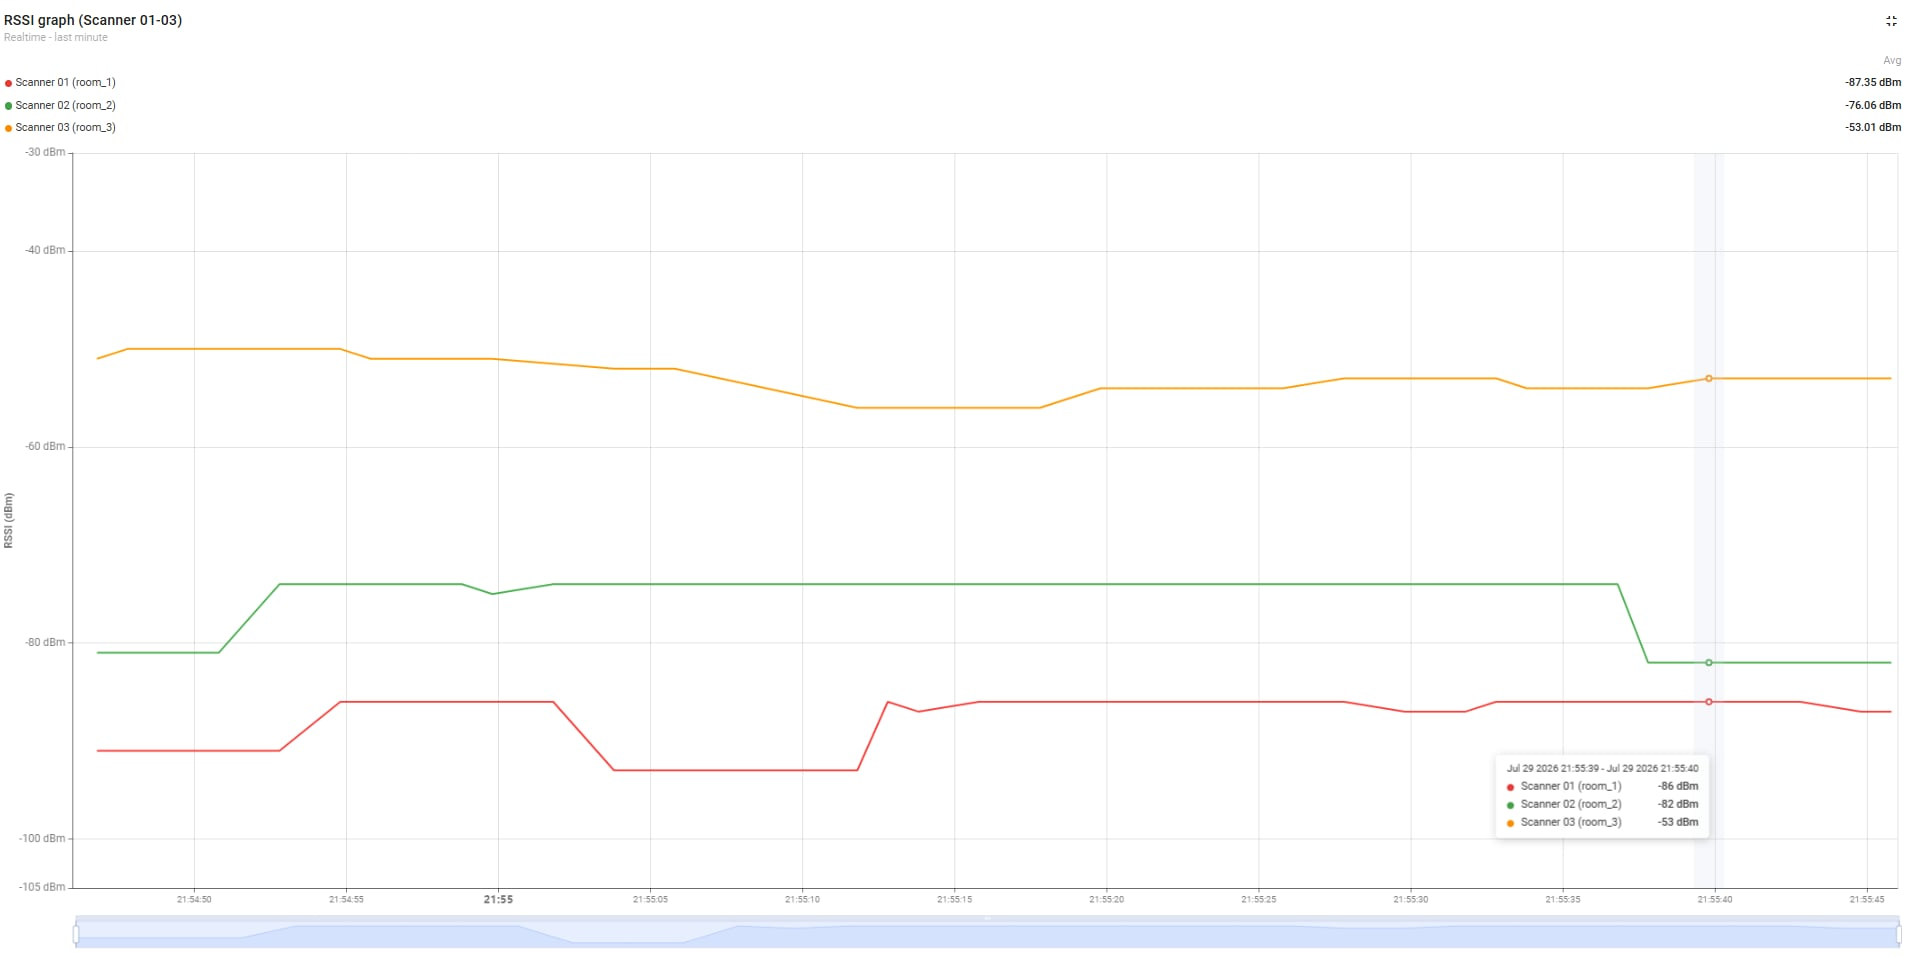 RSSI graph (Scanner 01-03)
Realtime - last minute
Avg
Scanner 01 (room_1) -87.35 dBm
Scanner 02 (room_2) -76.06 dBm
Scanner 03 (room_3) -53.01 dBm
-30 dBm
-40 dBm
-60 dBm
-80 dBm
-100 dBm
-105 dBm
RSSI (dBm)
Jul 29 2026 21:55:39 - Jul 29 2026 21:55:40
Scanner 01 (room_1) -86 dBm
Scanner 02 (room_2) -82 dBm
Scanner 03 (room_3) -53 dBm
21:54:50 21:54:55 21:55 21:55:05 21:55:10 21:55:15 21:55:20 21:55:25 21:55:30 21:55:35 21:55:40 21:55:45